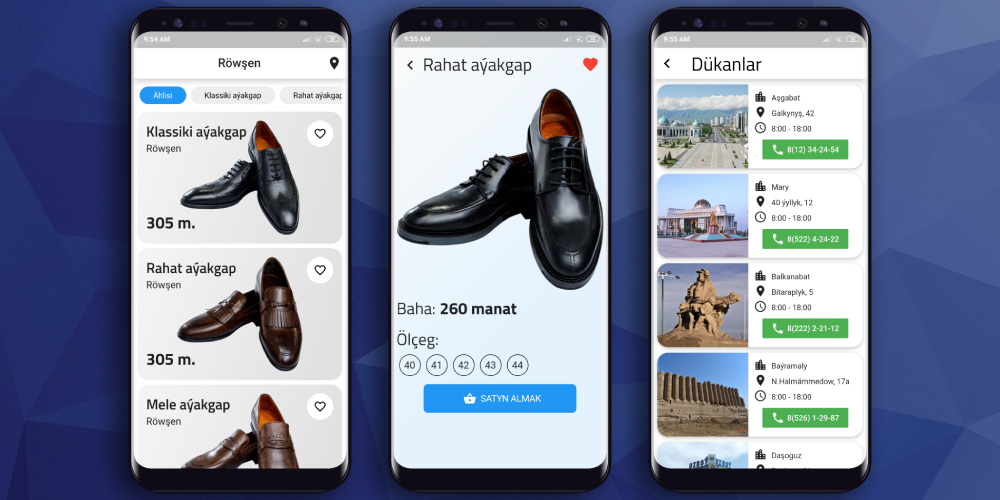 9:54 AM
Röwşen
Ählisi
Klassiki aýakgap
Rahat aýakgap
Klassiki aýakgap
Röwşen
305 m.
Rahat aýakgap
Röwşen
305 m.
Mele aýakgap
Röwşen
9:55 AM
Rahat aýakgap
Baha: 260 manat
Ölçeg:
40 41 42 43 44
SATYN ALMAK
9:55 AM
Dükanlar
Aşgabat
Galkynyş, 42
8:00 - 18:00
8(12) 34-24-54
Mary
40 ýyllyk, 12
8:00 - 18:00
8(522) 4-24-22
Balkanabat
Bitaraplyk, 5
8:00 - 18:00
8(222) 2-21-12
Baýramaly
N.Halmämmedow, 17a
8:00 - 18:00
8(526) 1-29-87
Daşoguz